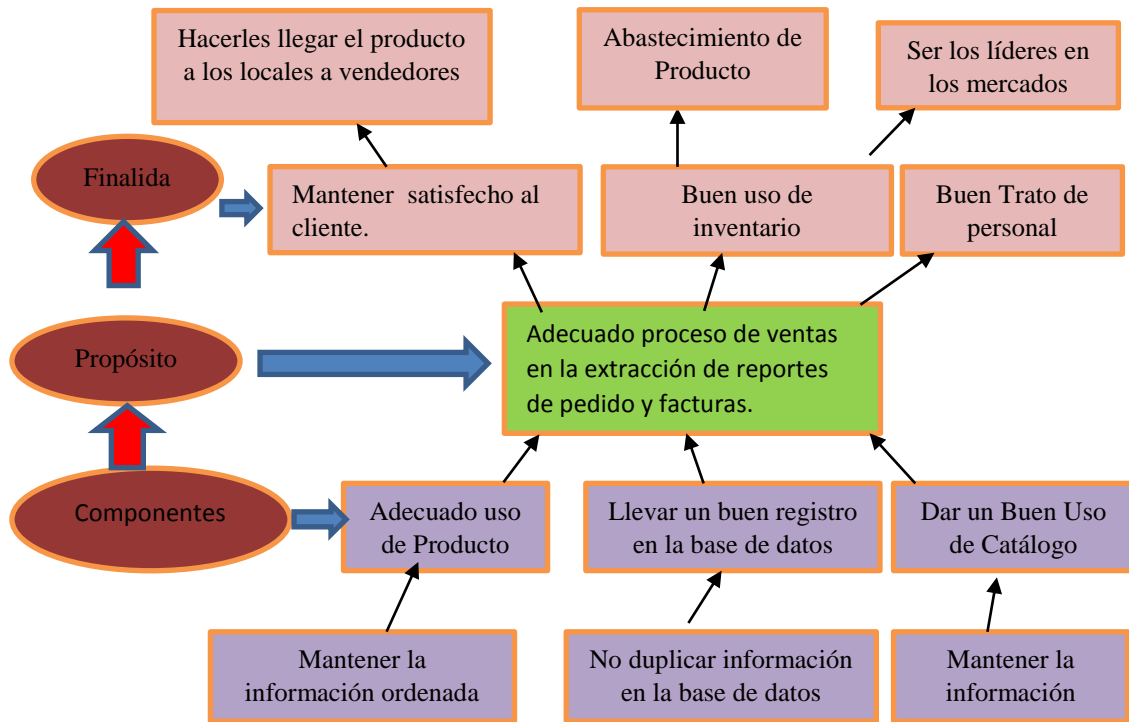 Hacerles llegar el producto
a los locales a vendedores
Abastecimiento de
Producto
Ser los líderes en
los mercados
Finalida
Mantener satisfecho al
cliente.
Buen uso de
inventario
Buen Trato de
personal
Propósito
Adecuado proceso de ventas
en la extracción de reportes
de pedido y facturas.
Componentes
Adecuado uso
de Producto
Llevar un buen registro
en la base de datos
Dar un Buen Uso
de Catálogo
Mantener la
información ordenada
No duplicar información
en la base de datos
Mantener la
información